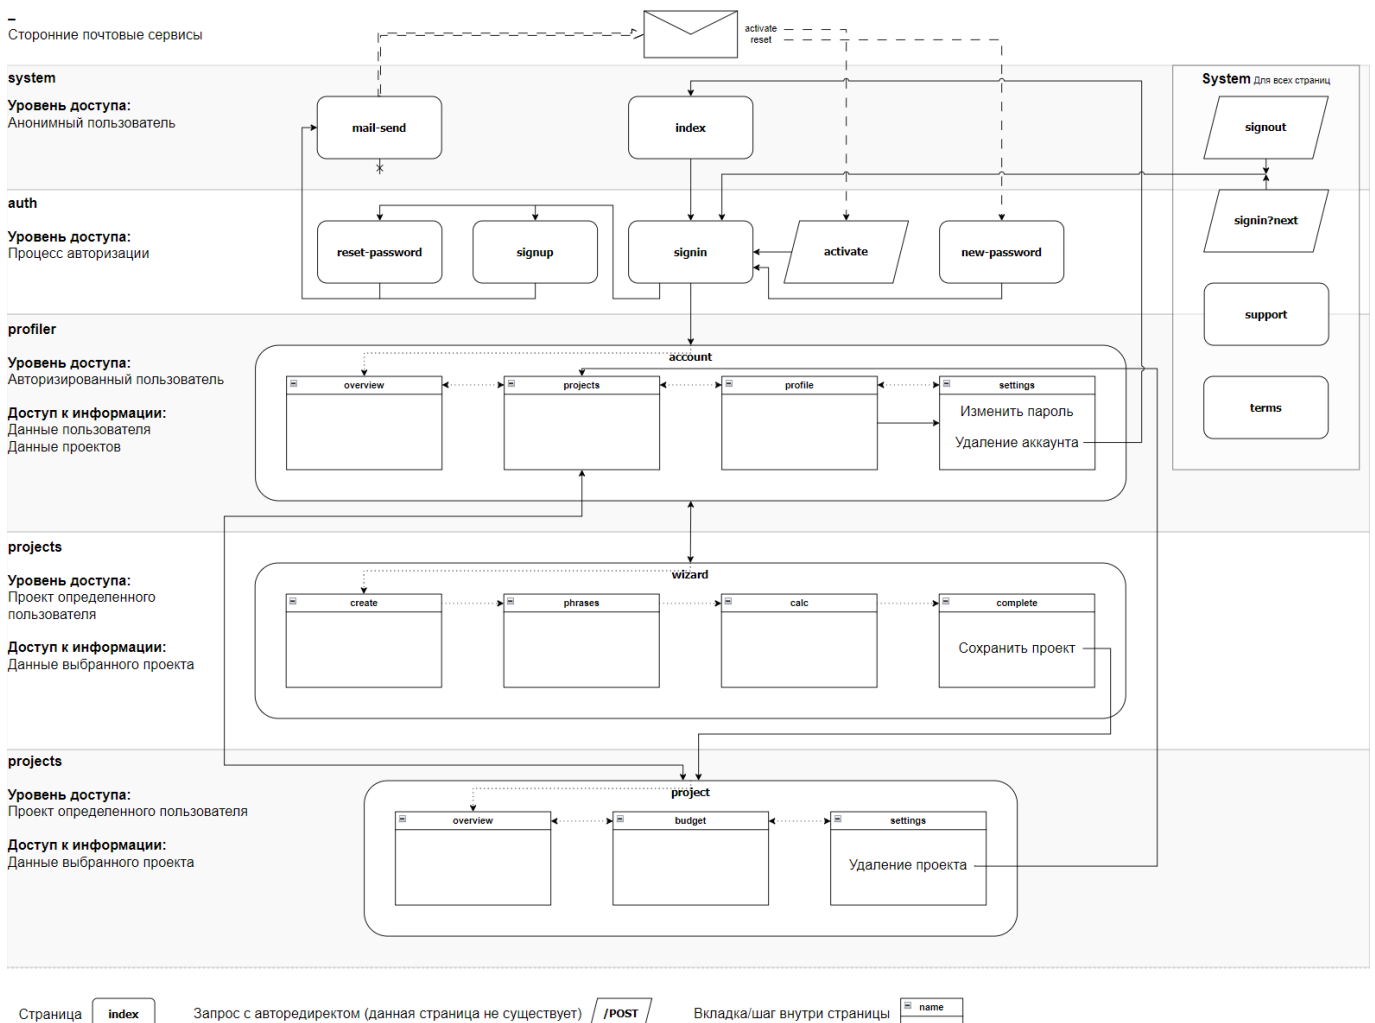 –
Сторонние почтовые сервисы
activate
reset
system
Уровень доступа:
Анонимный пользователь
mail-send
index
System Для всех страниц
signout
auth
Уровень доступа:
Процесс авторизации
reset-password
signup
signin
activate
new-password
signin?next
support
terms
profiler
Уровень доступа:
Авторизированный пользователь
Доступ к информации:
Данные пользователя
Данные проектов
account
overview
projects
profile
settings
Изменить пароль
Удаление аккаунта
projects
Уровень доступа:
Проект определенного
пользователя
Доступ к информации:
Данные выбранного проекта
wizard
create
phrases
calc
complete
Сохранить проект
projects
Уровень доступа:
Проект определенного пользователя
Доступ к информации:
Данные выбранного проекта
project
overview
budget
settings
Удаление проекта
Страница
index
Запрос с авторедиректом (данная страница не существует)
/POST
Вкладка/шаг внутри страницы
name